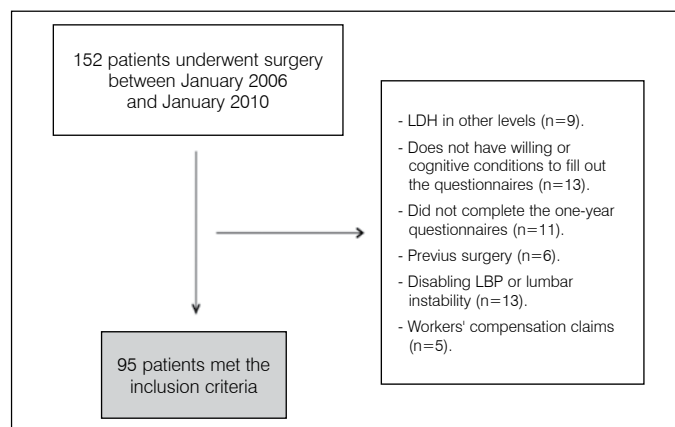 152 patients underwent surgery
between January 2006
and January 2010
- LDH in other levels (n=9).
- Does not have willing or
cognitive conditions to fill out
the questionnaires (n=13).
- Did not complete the one-year
questionnaires (n=11).
- Previus surgery (n=6).
- Disabling LBP or lumbar
instability (n=13).
- Workers' compensation claims
(n=5).
95 patients met the
inclusion criteria